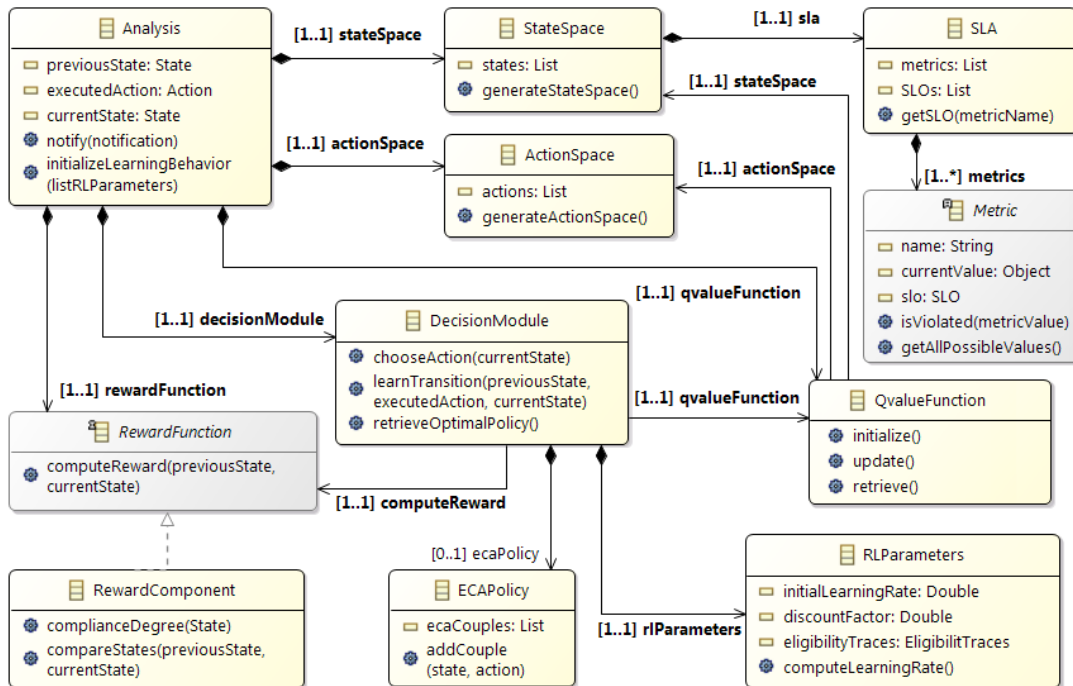 Analysis
previousState: State
executedAction: Action
currentState: State
notify(notification)
initializeLearningBehavior
(listRLParameters)
[1..1] stateSpace
StateSpace
states: List
generateStateSpace()
[1..1] sla
SLA
metrics: List
SLOs: List
getSLO(metricName)
[1..1] stateSpace
[1..1] actionSpace
ActionSpace
actions: List
generateActionSpace()
[1..1] actionSpace
[1..*] metrics
Metric
name: String
currentValue: Object
slo: SLO
isViolated(metricValue)
getAllPossibleValues()
[1..1] qvalueFunction
[1..1] decisionModule
DecisionModule
chooseAction(currentState)
learnTransition(previousState,
executedAction, currentState)
retrieveOptimalPolicy()
[1..1] rewardFunction
[1..1] qvalueFunction
QvalueFunction
initialize()
update()
retrieve()
RewardFunction
computeReward(previousState,
currentState)
[1..1] computeReward
[0..1] ecaPolicy
RewardComponent
complianceDegree(State)
compareStates(previousState,
currentState)
ECAPolicy
ecaCouples: List
addCouple
(state, action)
[1..1] rlParameters
RLParameters
initialLearningRate: Double
discountFactor: Double
eligibilityTraces: EligibilitTraces
computeLearningRate()